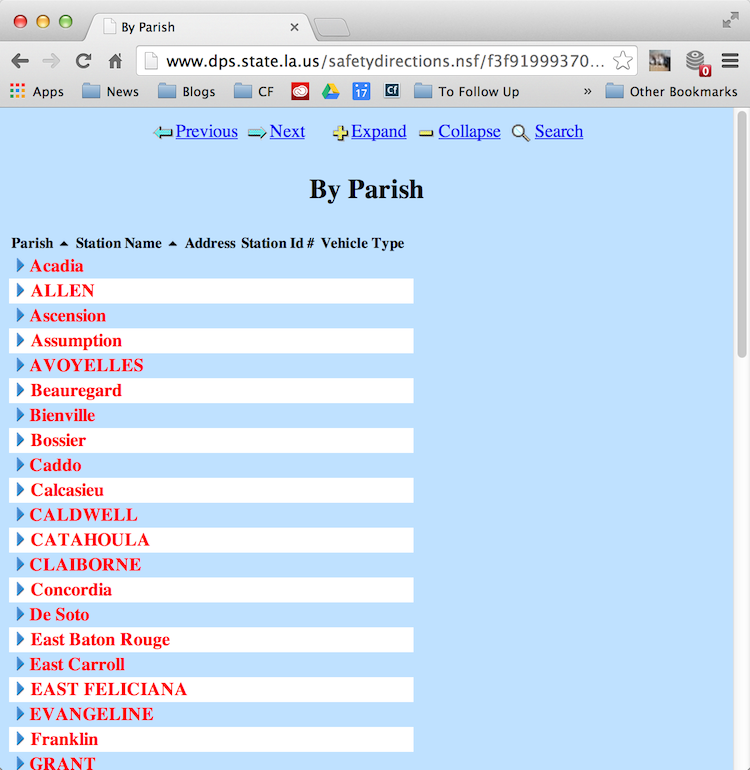 By Parish
www.dps.state.la.us/safetydirections.nsf/f3f91999370...
0
Apps News Blogs CF 17 Cf To Follow Up » Other Bookmarks
Previous Next Expand Collapse Search
By Parish
Parish Station Name Address Station Id # Vehicle Type
Acadia
ALLEN
Ascension
Assumption
AVOYELLES
Beauregard
Bienville
Bossier
Caddo
Calcasieu
CALDWELL
CATAHOULA
CLAIBORNE
Concordia
De Soto
East Baton Rouge
East Carroll
EAST FELICIANA
EVANGELINE
Franklin
GRANT